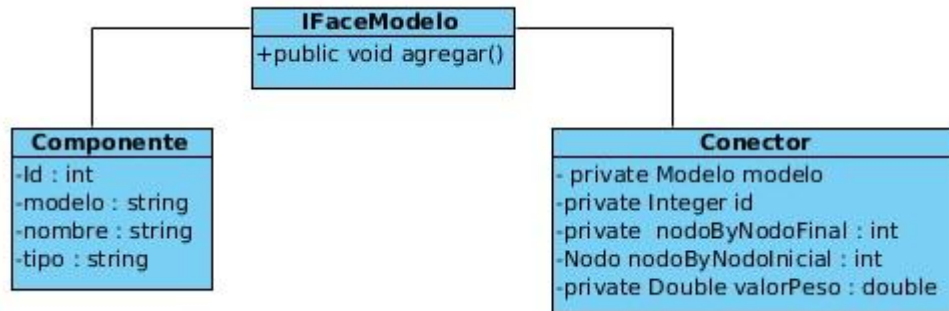 IFaceModelo
+public void agregar()
Componente
-Id : int
-modelo : string
-nombre : string
-tipo : string
Conector
- private Modelo modelo
-private Integer id
-private  nodoByNodoFinal : int
-Nodo nodoByNodoInicial : int
-private Double valorPeso : double